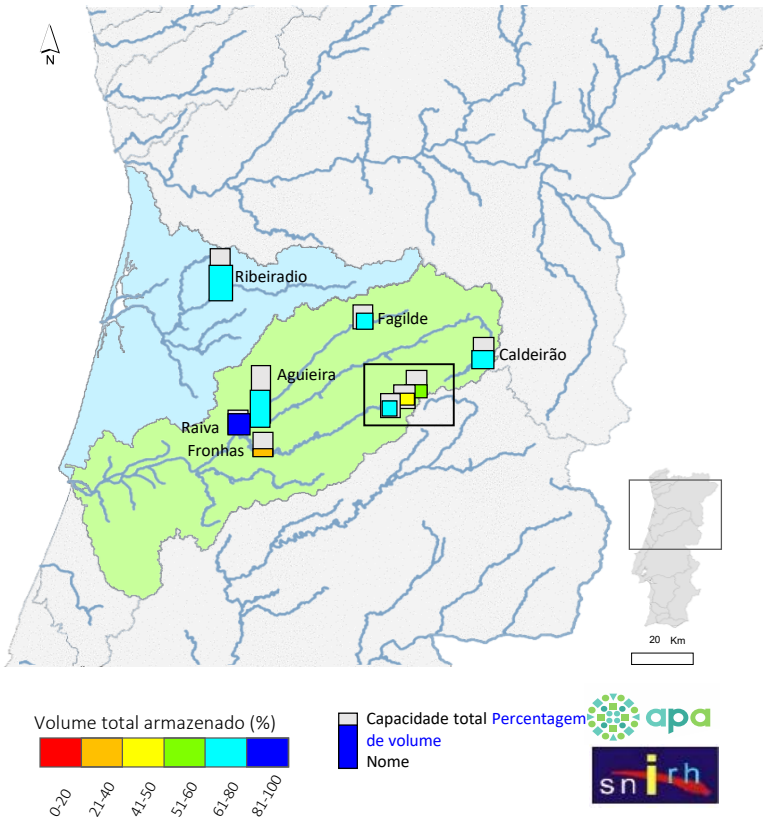 N
Ribeiradio
Fagilde
Caldeirão
Aguieira
Raiva
Fronhas
20 Km
Volume total armazenado (%)
0-20
21-40
41-50
51-60
61-80
81-100
Capacidade total Percentagem
de volume
Nome
apa
snirh